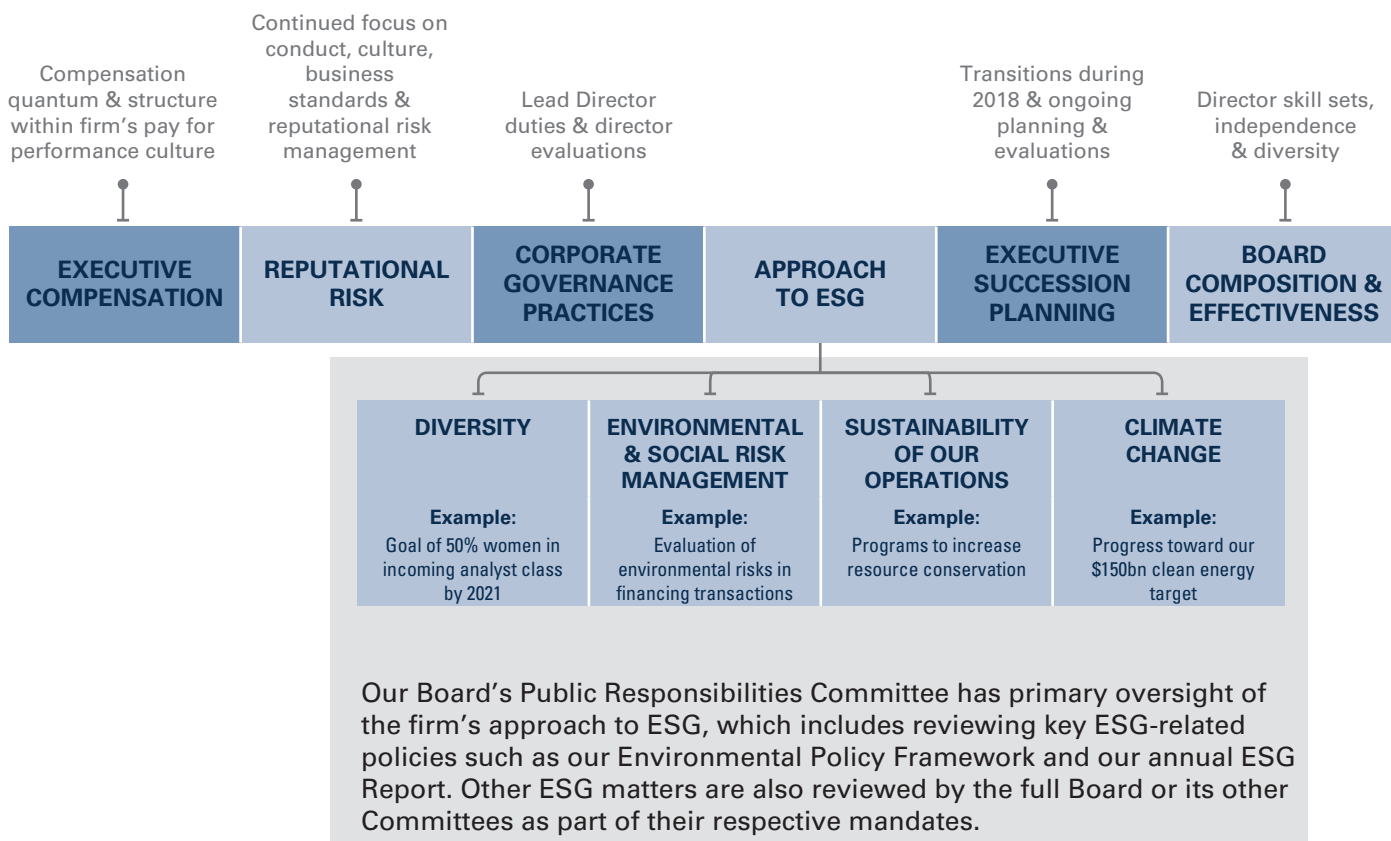 Compensation
quantum & structure
within firm's pay for
performance culture
Continued focus on
conduct, culture,
business
standards &
reputational risk
management
Lead Director
duties & director
evaluations
Transitions during
2018 & ongoing
planning &
evaluations
Director skill sets,
independence
& diversity
EXECUTIVE
COMPENSATION
REPUTATIONAL
RISK
CORPORATE
GOVERNANCE
PRACTICES
APPROACH
TO ESG
EXECUTIVE
SUCCESSION
PLANNING
BOARD
COMPOSITION &
EFFECTIVENESS
DIVERSITY
Example:
Goal of 50% women in
incoming analyst class
by 2021
ENVIRONMENTAL
& SOCIAL RISK
MANAGEMENT
Example:
Evaluation of
environmental risks in
financing transactions
SUSTAINABILITY
OF OUR
OPERATIONS
Example:
Programs to increase
resource conservation
CLIMATE
CHANGE
Example:
Progress toward our
$150bn clean energy
target
Our Board's Public Responsibilities Committee has primary oversight of
the firm's approach to ESG, which includes reviewing key ESG-related
policies such as our Environmental Policy Framework and our annual ESG
Report. Other ESG matters are also reviewed by the full Board or its other
Committees as part of their respective mandates.